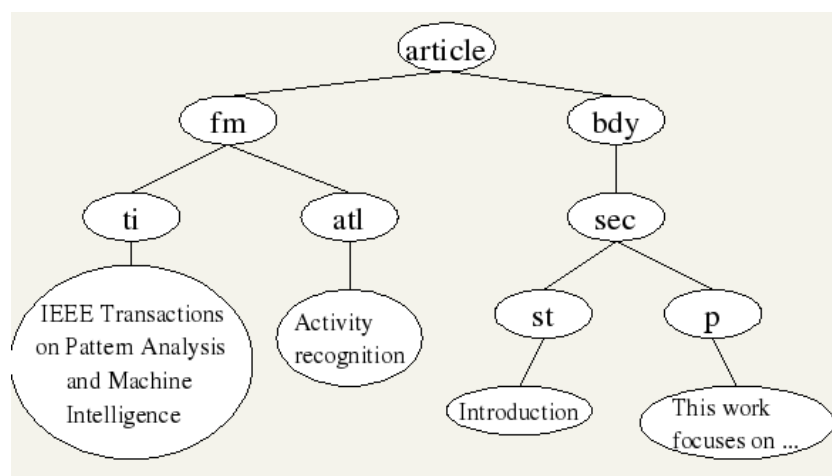 article
fm
bdy
ti
atl
sec
IEEE Transactions
on Pattern Analysis
and Machine
Intelligence
Activity
recognition
st
p
Introduction
This work
focuses on ...